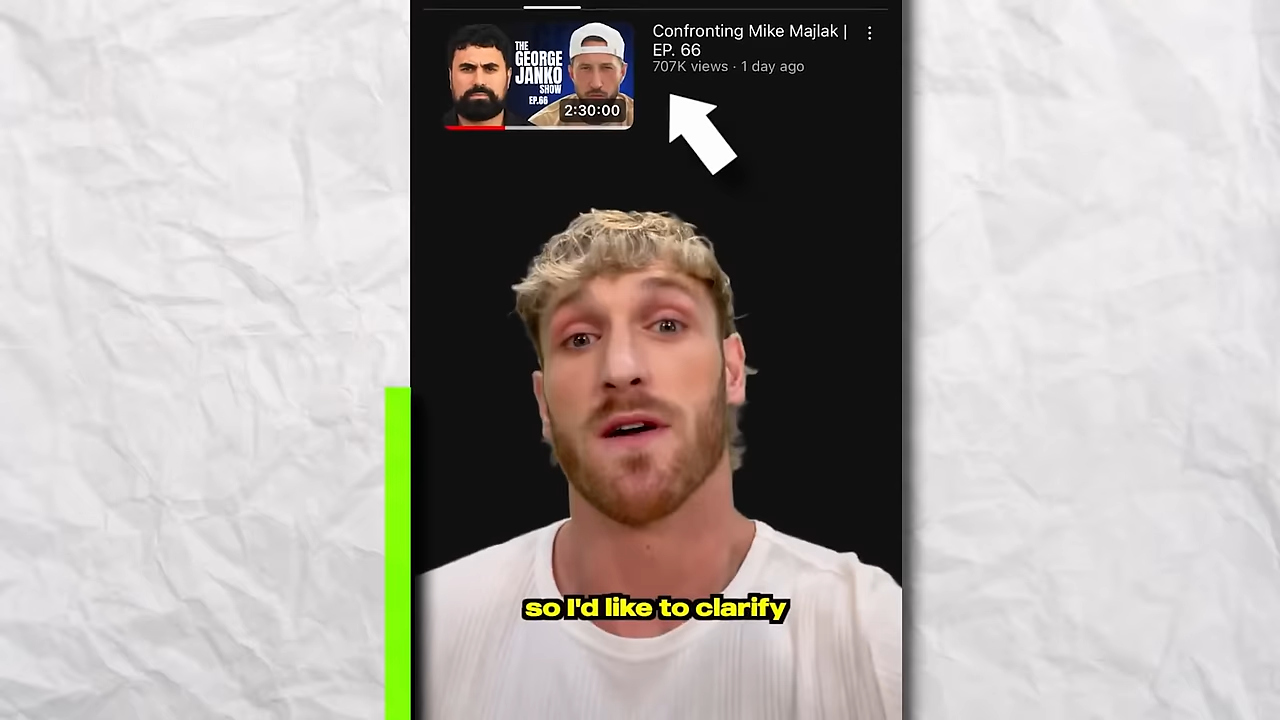 THE
GEORGE
JANKO
SHOW
EP.66
2:30:00
Confronting Mike Majlak |
EP. 66
707K views · 1 day ago
so I'd like to clarify